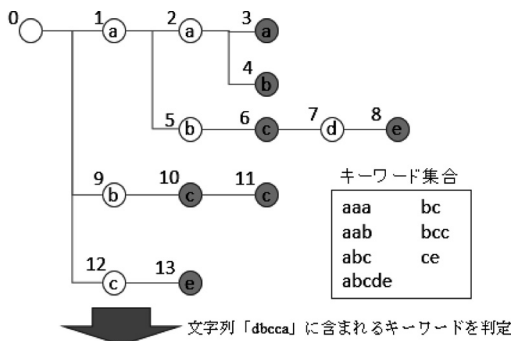 0 1 a 2 a 3 a
4 b
5 b 6 c 7 d 8 e
9 b 10 c 11 c
12 c 13 e
キーワード集合
aaa bc
aab bcc
abc ce
abcde
文字列「dbcca」に含まれるキーワードを判定